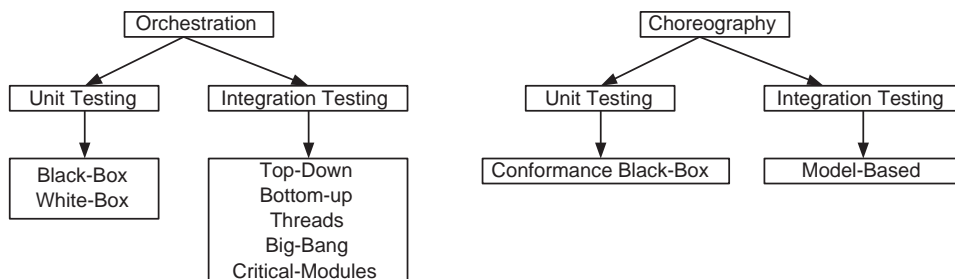 Orchestration
Unit Testing
Integration Testing
Black-Box
White-Box
Top-Down
Bottom-up
Threads
Big-Bang
Critical-Modules
Choreography
Unit Testing
Integration Testing
Conformance Black-Box
Model-Based